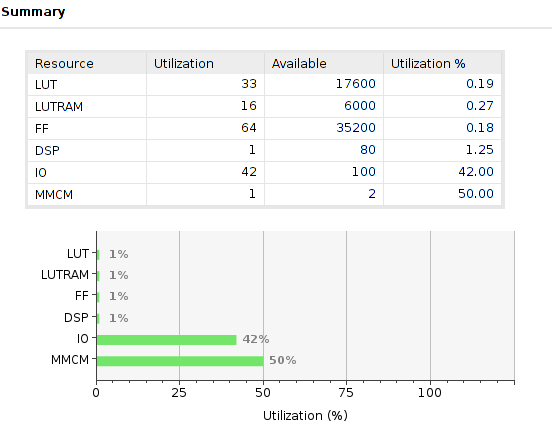 Summary
Resource Utilization Available Utilization %
LUT 33 17600 0.19
LUTRAM 16 6000 0.27
FF 64 35200 0.18
DSP 1 80 1.25
IO 42 100 42.00
MMCM 1 2 50.00
LUT 1%
LUTRAM 1%
FF 1%
DSP 1%
IO 42%
MMCM 50%
0 25 50 75 100
Utilization (%)